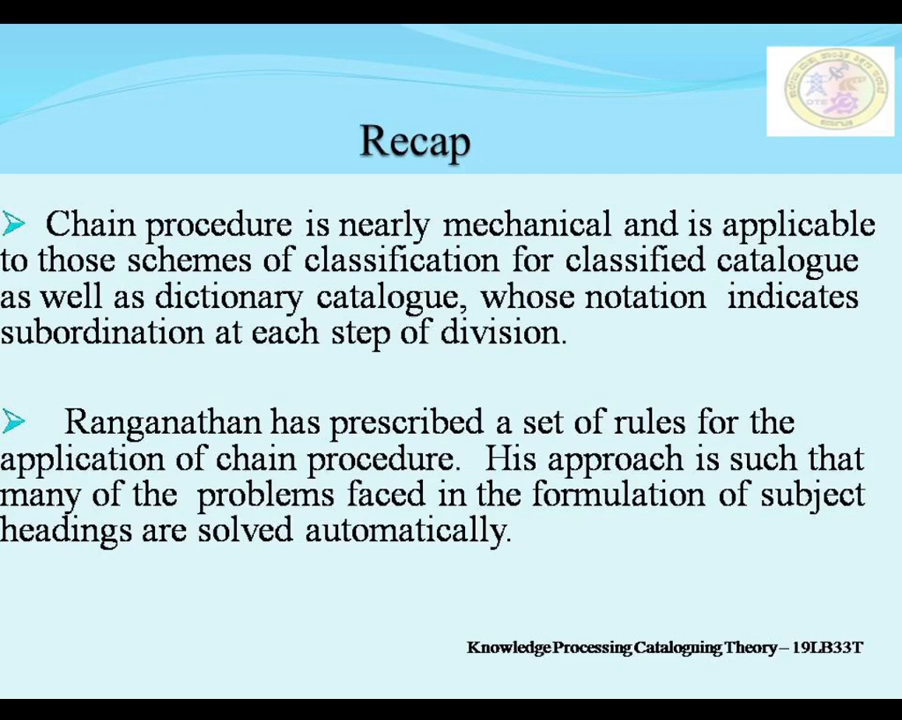 Recap
Chain procedure is nearly mechanical and is applicable
to those schemes of classification for classified catalogue
as well as dictionary catalogue, whose notation indicates
subordination at each step of division.
Ranganathan has prescribed a set of rules for the
application of chain procedure. His approach is such that
many of the problems faced in the formulation of subject
headings are solved automatically.
Knowledge Processing Cataloguing Theory – 19LB33T